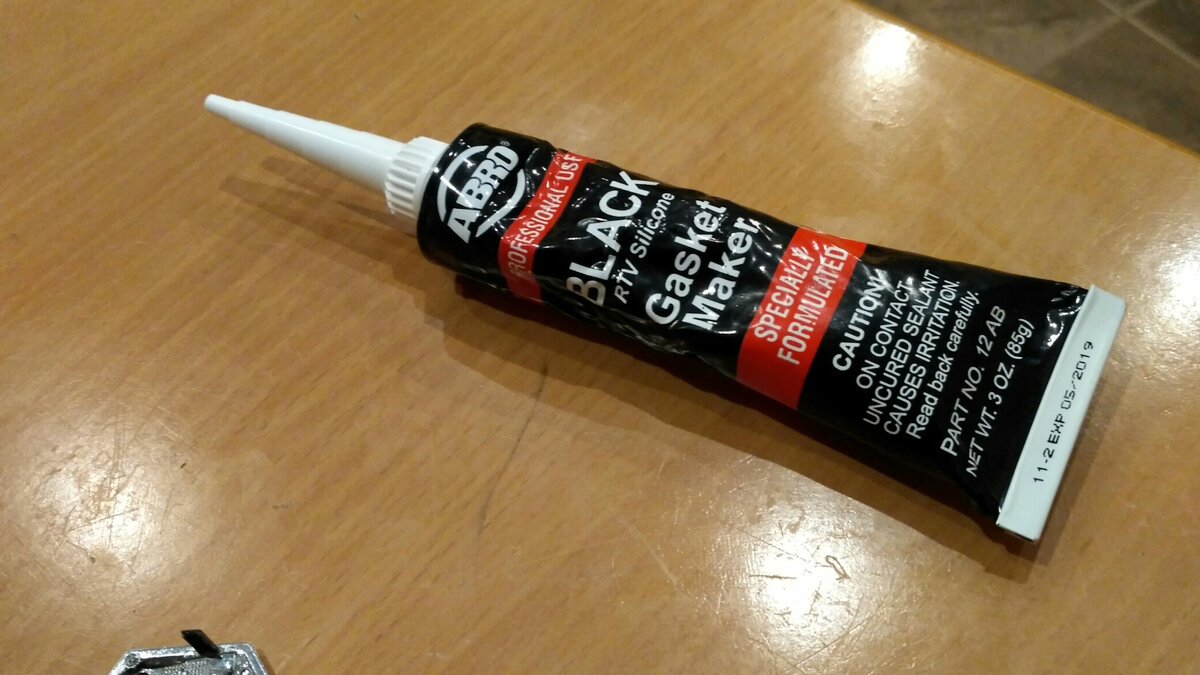 ABRO®
PROFESSIONAL USE
BLACK
RTV Silicone
Gasket
Maker
SPECIALLY
FORMULATED
CAUTION!
ON CONTACT
UNCURED SEALANT
CAUSES IRRITATION.
Read back carefully.
PART NO. 12 AB
NET WT. 3 OZ. (85g)
11-2 EXP 05/2019